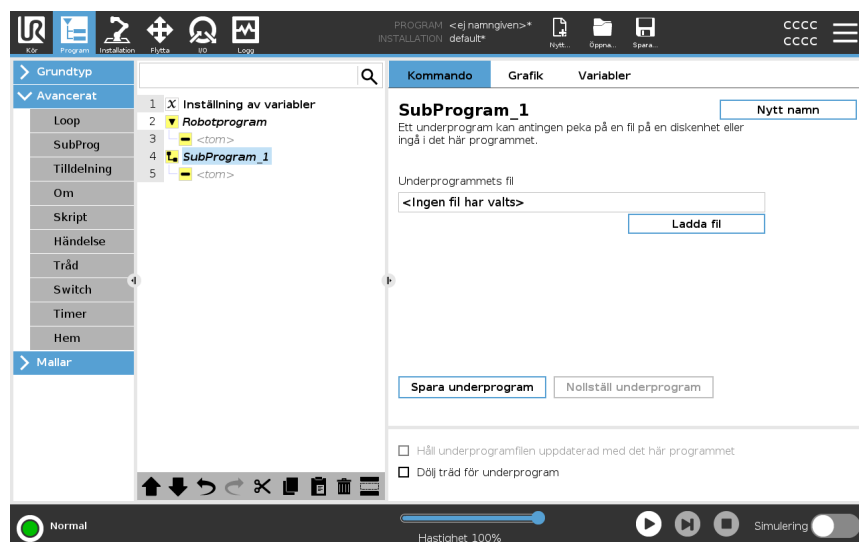 UR
Kör
Program
Installation
Flytta
I/O
Logg
PROGRAM <ej namngiven>*
INSTALLATION default*
Nytt...
Öppna...
Spara...
CCCC
CCCC
Grundtyp
Avancerat
Loop
SubProg
Tilldelning
Om
Skript
Händelse
Tråd
Switch
Timer
Hem
Mallar
1 X Inställning av variabler
2 Robotprogram
3 <tom>
4 SubProgram_1
5 <tom>
Kommando
Grafik
Variabler
SubProgram_1
Nytt namn
Ett underprogram kan antingen peka på en fil på en diskenhet eller
ingå i det här programmet.
Underprogrammets fil
<Ingen fil har valts>
Ladda fil
Spara underprogram
Nollställ underprogram
Håll underprogramfilen uppdaterad med det här programmet
Dölj träd för underprogram
Normal
Hastighet 100%
Simulering